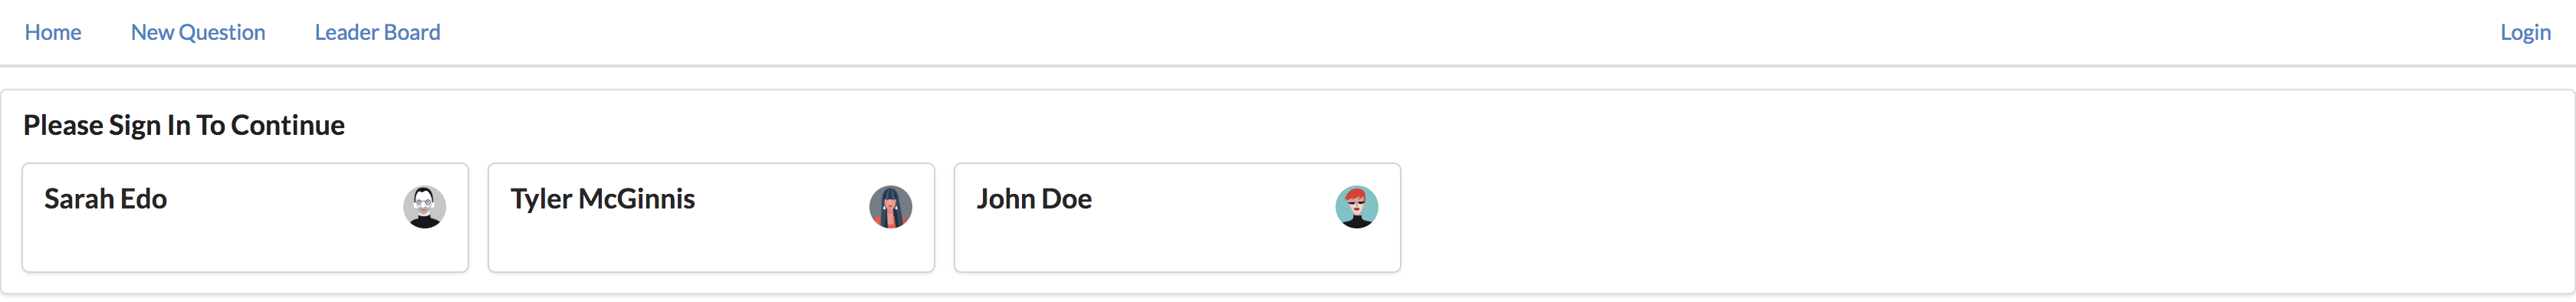 Home New Question Leader Board Login
Please Sign In To Continue
Sarah Edo Tyler McGinnis John Doe